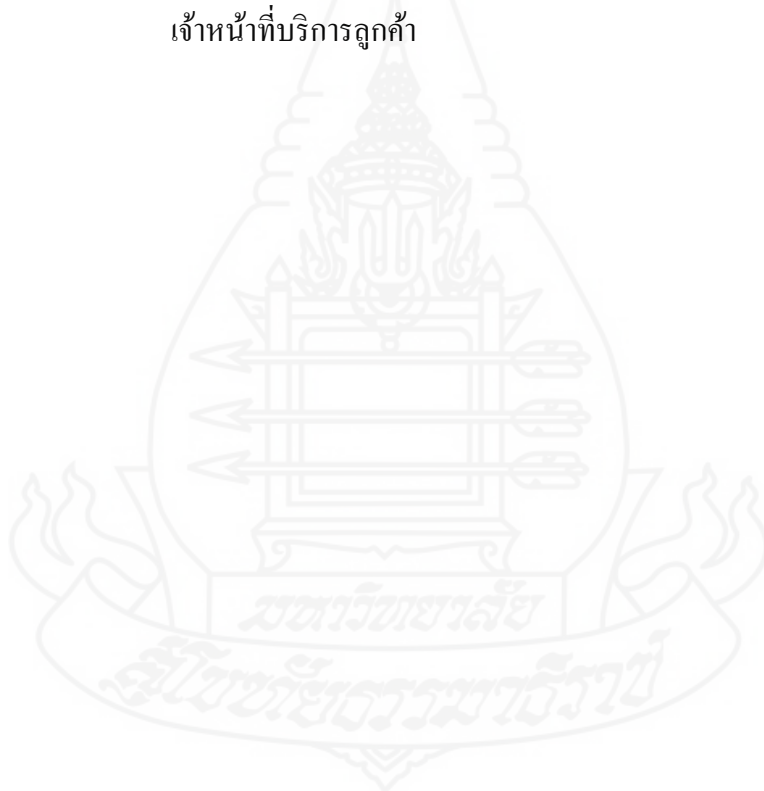 เจ้าหน้าที่บริการลูกค้า
มหาวิทยาลัย
สุโขทัยธรรมาธิราช